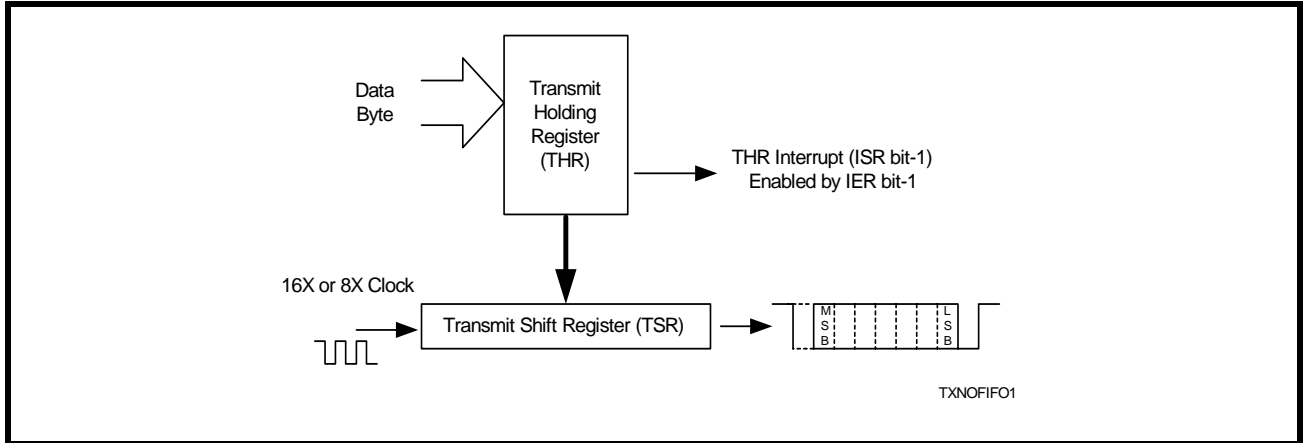 Data
Byte
Transmit
Holding
Register
(THR)
THR Interrupt (ISR bit-1)
Enabled by IER bit-1
16X or 8X Clock
Transmit Shift Register (TSR)
M
S
B
L
S
B
TXNOFIFO1